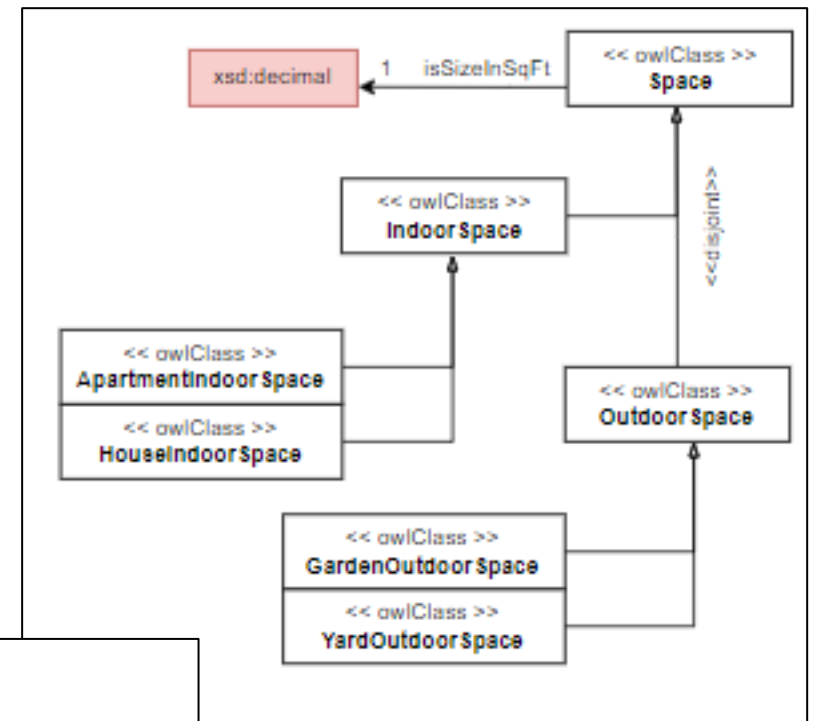 << owlClass >>
Space
xsd:decimal
1
isSizeInSqFt
<< owlClass >>
IndoorSpace
<<disjoint>>
<< owlClass >>
ApartmentIndoorSpace
<< owlClass >>
HouseIndoorSpace
<< owlClass >>
OutdoorSpace
<< owlClass >>
GardenOutdoorSpace
<< owlClass >>
YardOutdoorSpace